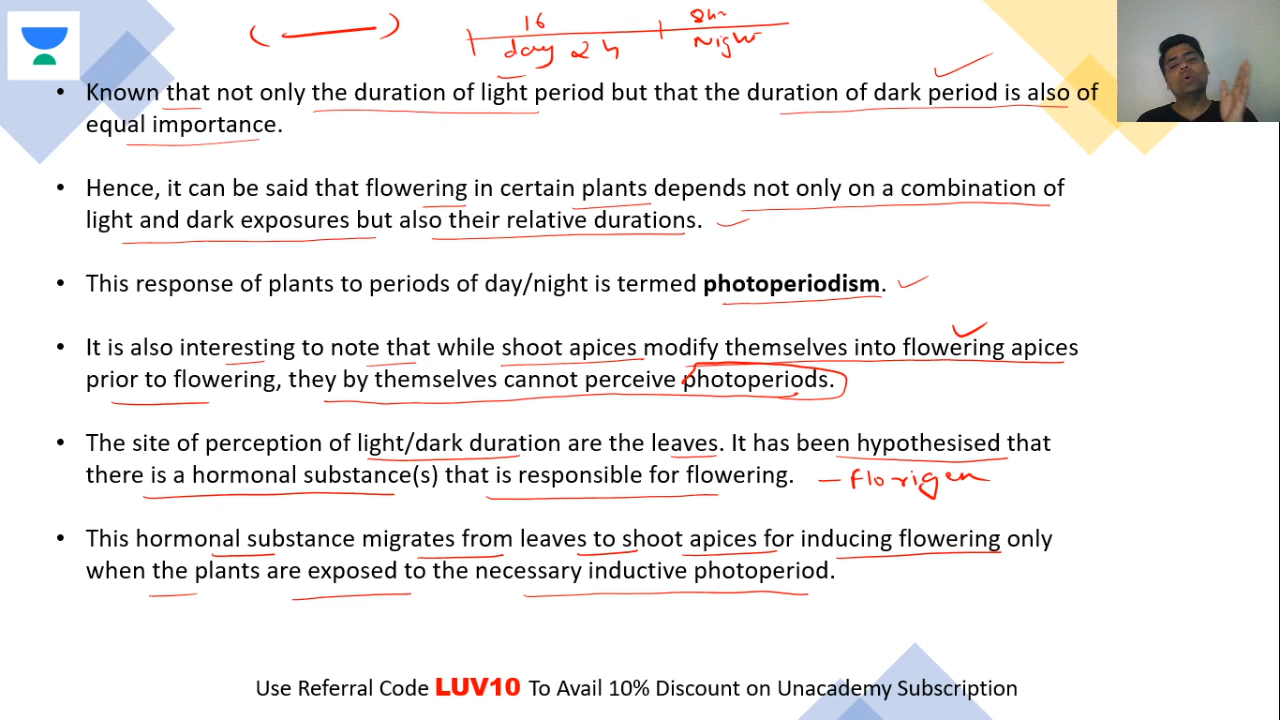 16 8hr
day 2h Night
• Known that not only the duration of light period but that the duration of dark period is also of
equal importance.
• Hence, it can be said that flowering in certain plants depends not only on a combination of
light and dark exposures but also their relative durations.
• This response of plants to periods of day/night is termed photoperiodism.
• It is also interesting to note that while shoot apices modify themselves into flowering apices
prior to flowering, they by themselves cannot perceive photoperiods.
• The site of perception of light/dark duration are the leaves. It has been hypothesised that
there is a hormonal substance(s) that is responsible for flowering. – Florigen
• This hormonal substance migrates from leaves to shoot apices for inducing flowering only
when the plants are exposed to the necessary inductive photoperiod.
Use Referral Code LUV10 To Avail 10% Discount on Unacademy Subscription